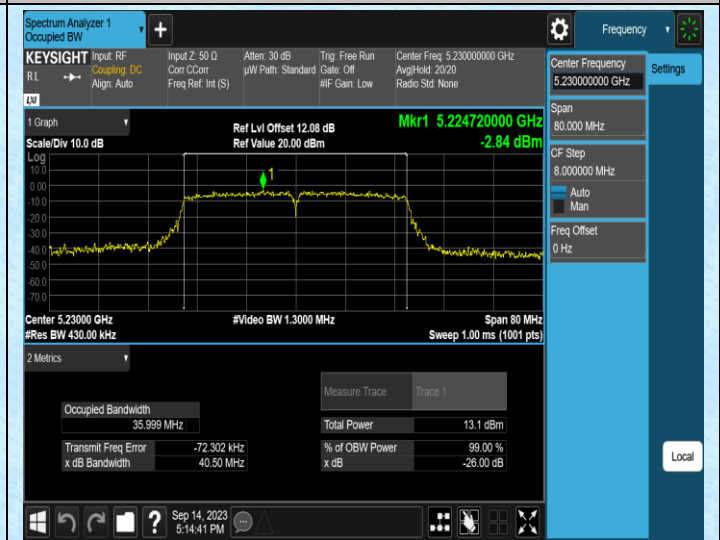 Spectrum Analyzer 1
Occupied BW
+
Frequency
KEYSIGHT
RL
LXI
Input: RF
Coupling: DC
Align: Auto
Input Z: 50 Ω
Corr CCorr
Freq Ref: Int (S)
Atten: 30 dB
µW Path: Standard
Trig: Free Run
Gate: Off
#IF Gain: Low
Center Freq: 5.230000000 GHz
Avg|Hold: 20/20
Radio Std: None
Center Frequency
5.230000000 GHz
Settings
Span
80.000 MHz
CF Step
8.000000 MHz
Auto
Man
Freq Offset
0 Hz
Local
1 Graph
Scale/Div 10.0 dB
Ref Lvl Offset 12.08 dB
Ref Value 20.00 dBm
Mkr1 5.224720000 GHz
-2.84 dBm
Log
10.0
0.00
-10.0
-20.0
-30.0
-40.0
-50.0
-60.0
-70.0
1
Center 5.23000 GHz
#Video BW 1.3000 MHz
Span 80 MHz
#Res BW 430.00 kHz
Sweep 1.00 ms (1001 pts)
2 Metrics
Measure Trace
Trace 1
Occupied Bandwidth
35.999 MHz
Total Power
13.1 dBm
Transmit Freq Error
-72.302 kHz
% of OBW Power
99.00 %
x dB Bandwidth
40.50 MHz
x dB
-26.00 dB
?
Sep 14, 2023
5:14:41 PM